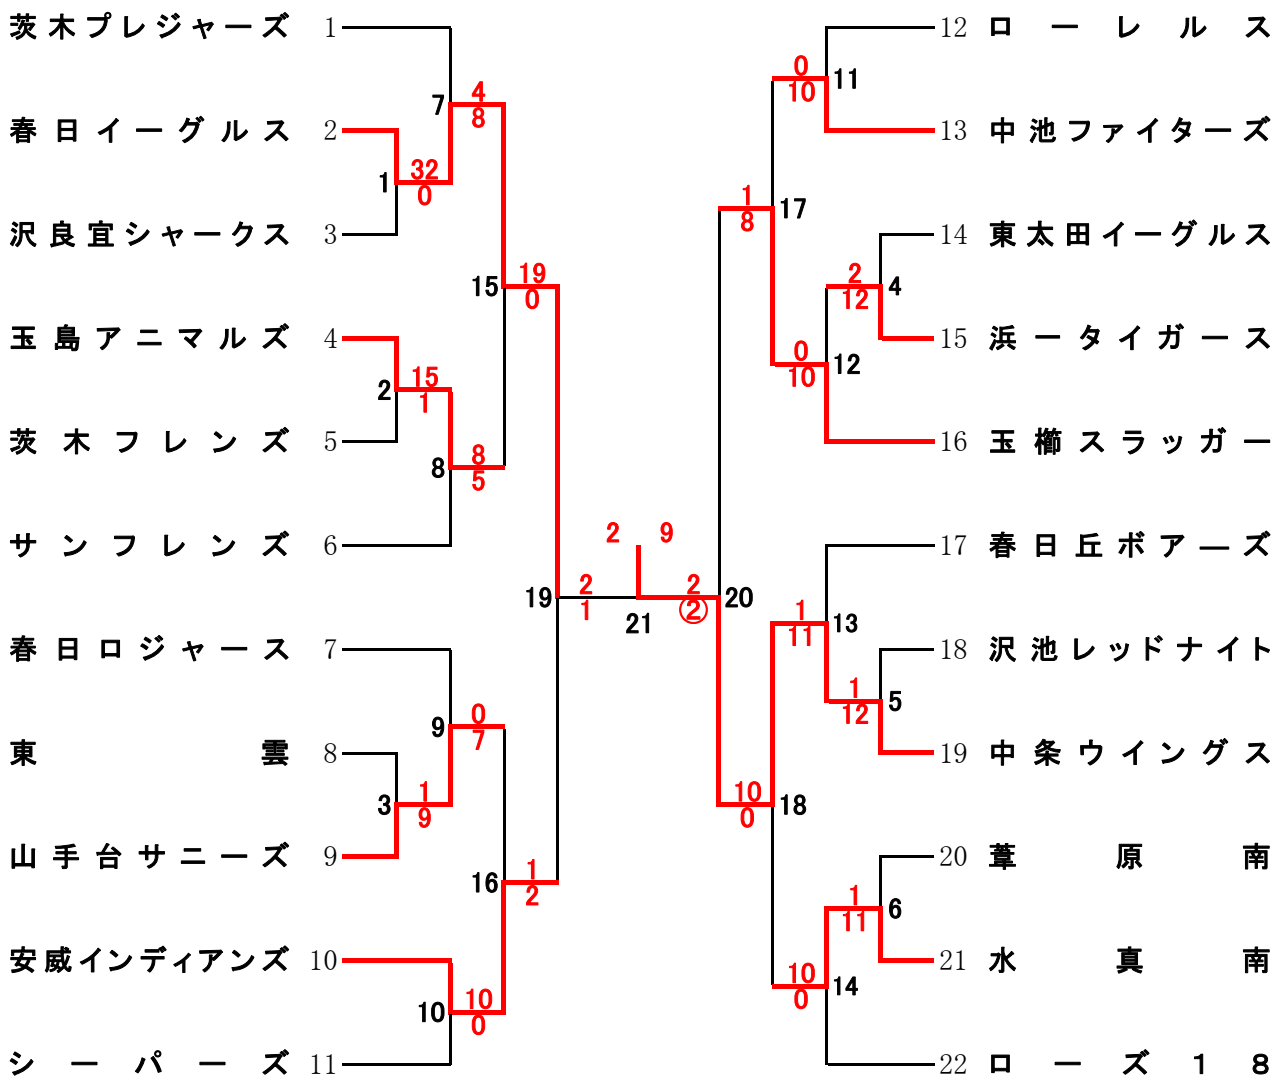 茨木プレジャーズ 1
4
7
8
春日イーグルス 2
32
1
0
沢良宜シャークス 3
19
15
0
玉島アニマルズ 4
15
2
1
茨木フレンズ 5
8
8
5
サンフレンズ 6
2 9
19
2
1
21
春日ロジャース 7
0
9
7
東雲 8
1
3
9
山手台サニーズ 9
1
16
2
安威インディアンズ 10
10
10
0
シーパーズ 11
12 ローレルス
0
11
10
13 中池ファイターズ
1
17
8
14 東太田イーグルス
2
4
12
15 浜一タイガース
0
12
10
16 玉櫛スラッガー
17 春日丘ボアーズ
2
20
②
1
13
11
18 沢池レッドナイト
1
5
12
19 中条ウイングス
10
18
0
20 葦原南
1
6
11
21 水真南
10
14
0
22 ローズ18